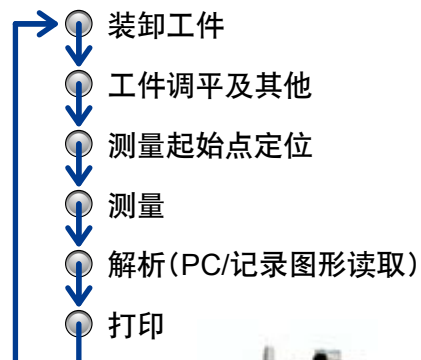 装卸工件
工件调平及其他
测量起始点定位
测量
解析（PC/记录图形读取）
打印